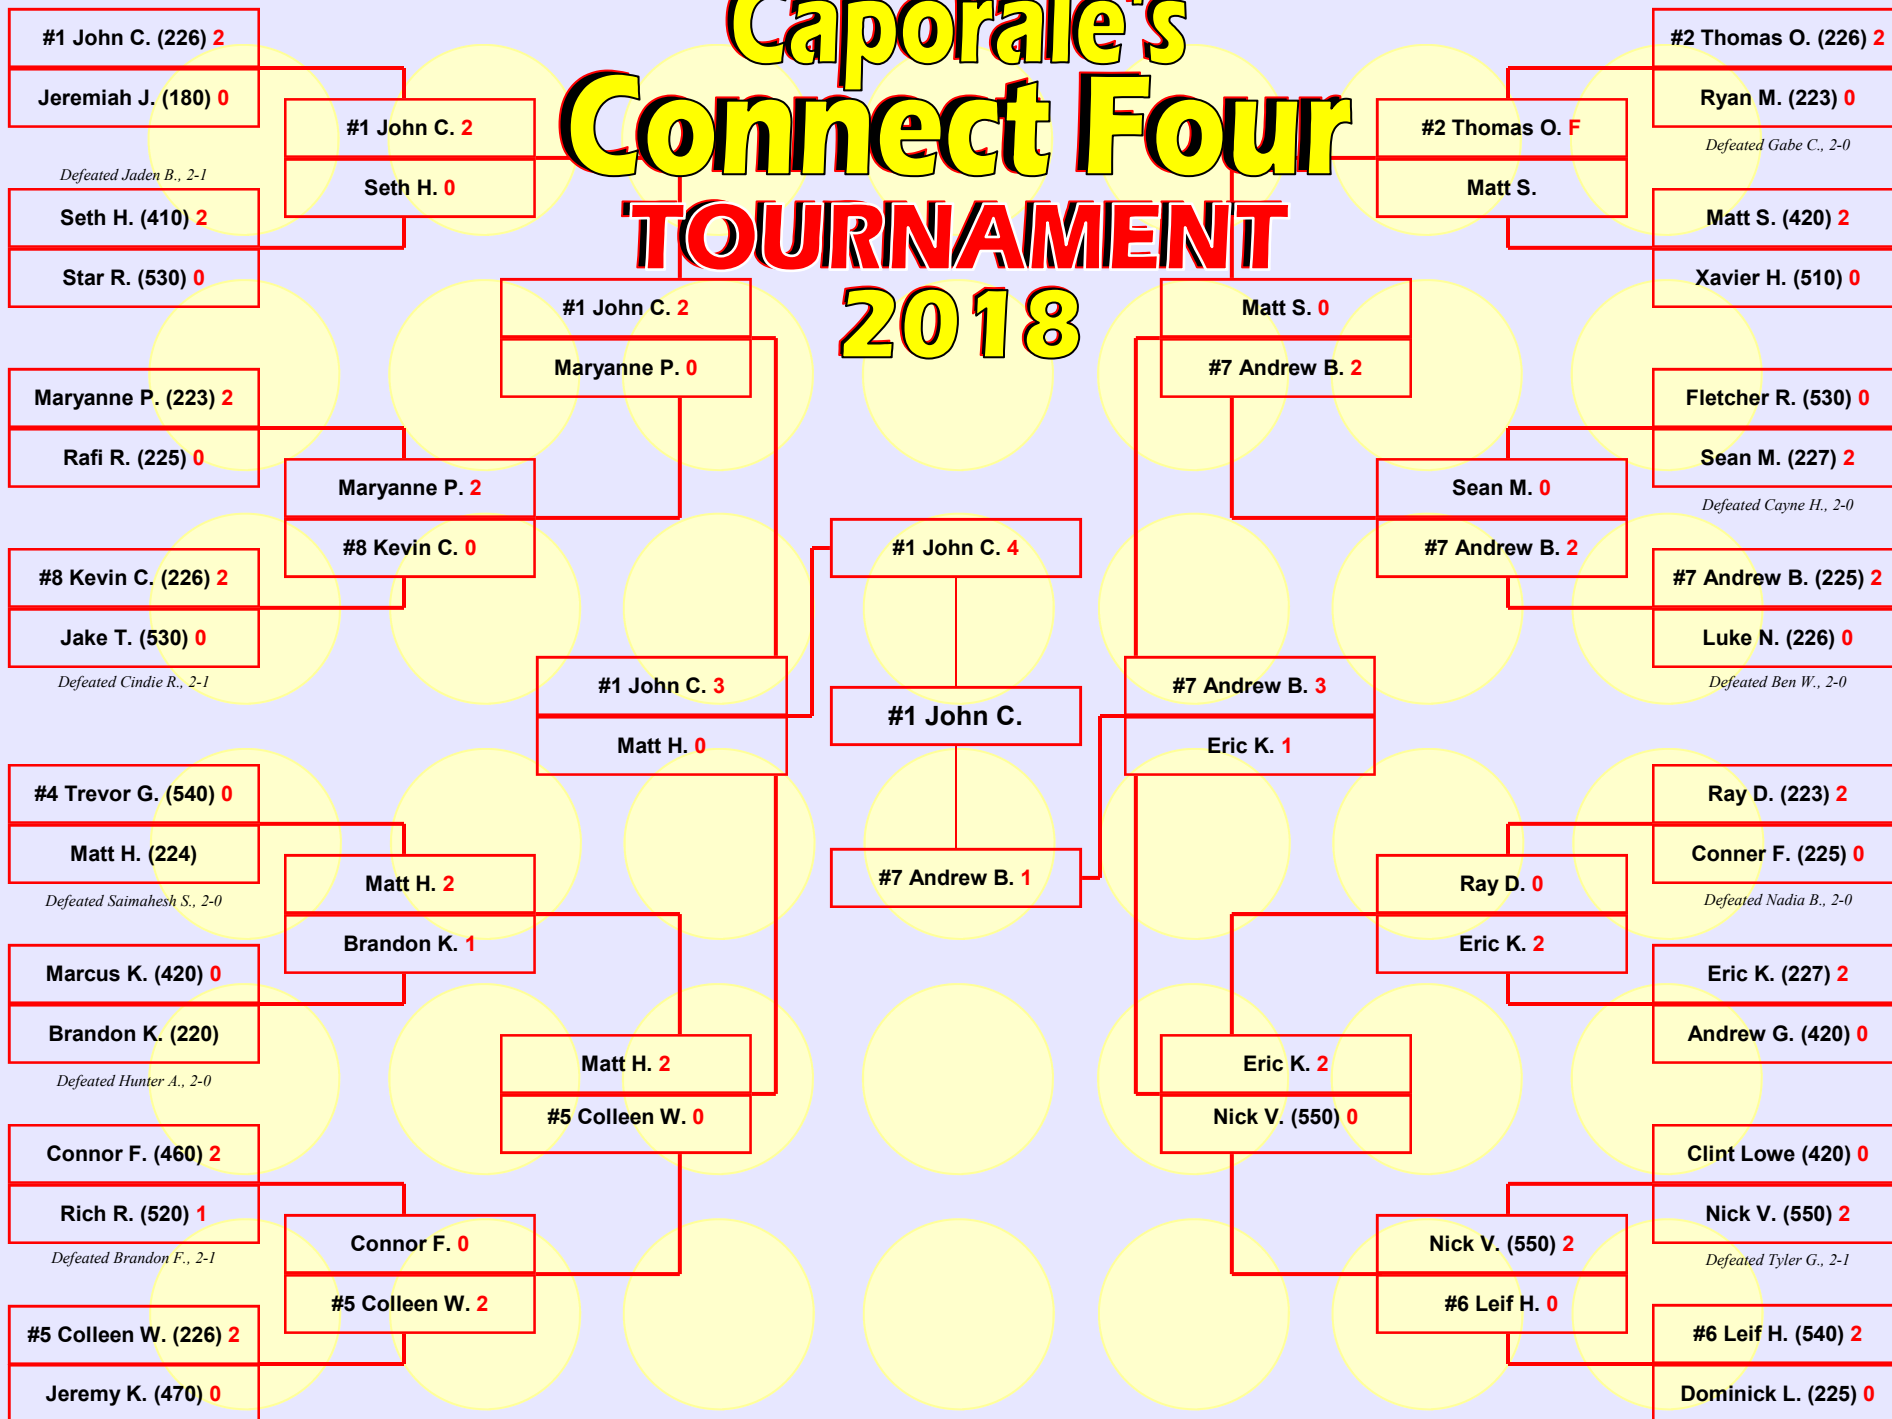 Caporale's
Connect Four
TOURNAMENT
2018
#1 John C. (226) 2
Jeremiah J. (180) 0
Defeated Jaden B., 2-1
Seth H. (410) 2
Star R. (530) 0
Maryanne P. (223) 2
Rafi R. (225) 0
#8 Kevin C. (226) 2
Jake T. (530) 0
Defeated Cindie R., 2-1
#4 Trevor G. (540) 0
Matt H. (224)
Defeated Saimahesh S., 2-0
Marcus K. (420) 0
Brandon K. (220)
Defeated Hunter A., 2-0
Connor F. (460) 2
Rich R. (520) 1
Defeated Brandon F., 2-1
#5 Colleen W. (226) 2
Jeremy K. (470) 0
#1 John C. 2
Seth H. 0
Maryanne P. 2
#8 Kevin C. 0
Matt H. 2
Brandon K. 1
Connor F. 0
#5 Colleen W. 2
#1 John C. 2
Maryanne P. 0
Matt H. 2
#5 Colleen W. 0
#1 John C. 3
Matt H. 0
#1 John C. 4
#1 John C.
#7 Andrew B. 1
#7 Andrew B. 3
Eric K. 1
Matt S. 0
#7 Andrew B. 2
Eric K. 2
Nick V. (550) 0
#2 Thomas O. F
Matt S.
Sean M. 0
#7 Andrew B. 2
Ray D. 0
Eric K. 2
Nick V. (550) 2
#6 Leif H. 0
#2 Thomas O. (226) 2
Ryan M. (223) 0
Defeated Gabe C., 2-0
Matt S. (420) 2
Xavier H. (510) 0
Fletcher R. (530) 0
Sean M. (227) 2
Defeated Cayne H., 2-0
#7 Andrew B. (225) 2
Luke N. (226) 0
Defeated Ben W., 2-0
Ray D. (223) 2
Conner F. (225) 0
Defeated Nadia B., 2-0
Eric K. (227) 2
Andrew G. (420) 0
Clint Lowe (420) 0
Nick V. (550) 2
Defeated Tyler G., 2-1
#6 Leif H. (540) 2
Dominick L. (225) 0